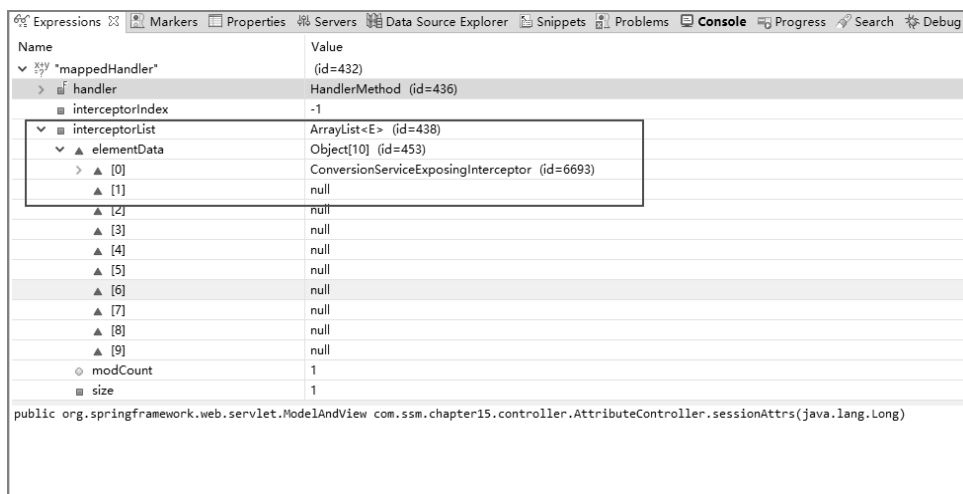 Expressions Markers Properties Servers Data Source Explorer Snippets Problems Console Progress Search Debug
Name Value
"mappedHandler" (id=432)
handler HandlerMethod (id=436)
interceptorIndex -1
interceptorList ArrayList<E> (id=438)
elementData Object[10] (id=453)
[0] ConversionServiceExposingInterceptor (id=6693)
[1] null
[2] null
[3] null
[4] null
[5] null
[6] null
[7] null
[8] null
[9] null
modCount 1
size 1
public org.springframework.web.servlet.ModelAndView com.ssm.chapter15.controller.AttributeController.sessionAttrs(java.lang.Long)